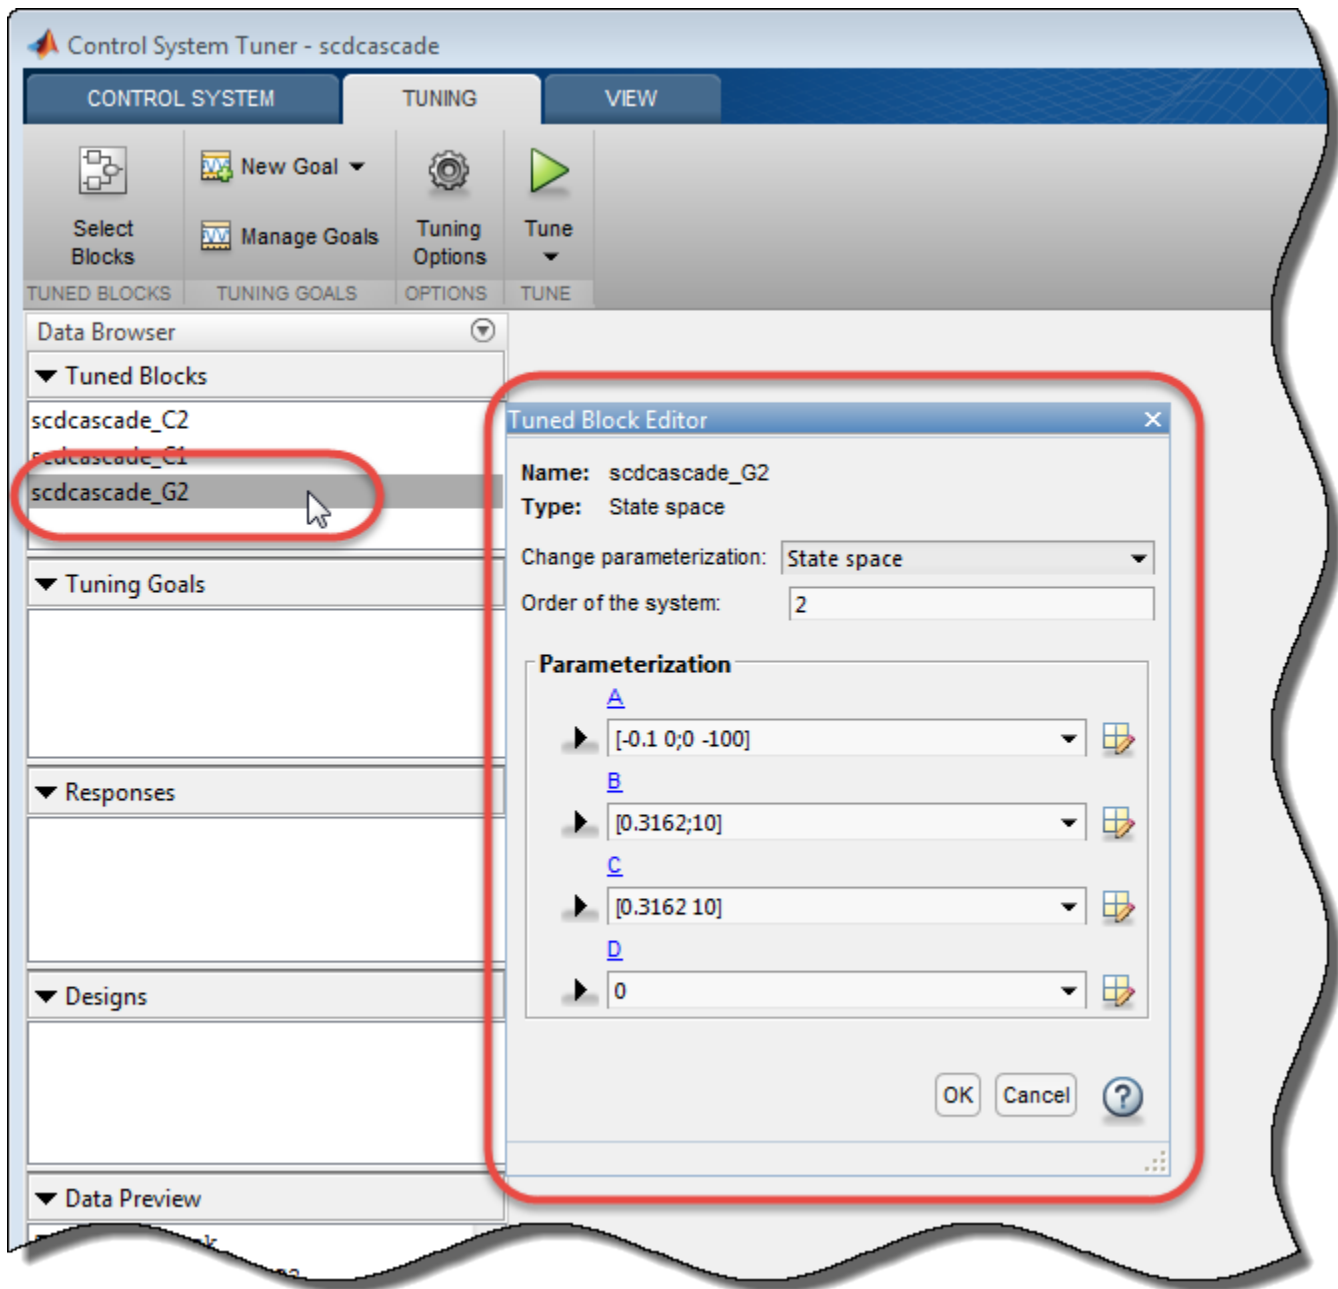 Control System Tuner - scdcascade
CONTROL SYSTEM
TUNING
VIEW
Select
Blocks
New Goal
Manage Goals
Tuning
Options
Tune
TUNED BLOCKS
TUNING GOALS
OPTIONS
TUNE
Data Browser
Tuned Blocks
scdcascade_C2
scdcascade_C1
scdcascade_G2
Tuning Goals
Responses
Designs
Data Preview
Tuned Block Editor
Name: scdcascade_G2
Type: State space
Change parameterization: State space
Order of the system: 2
Parameterization
A
[-0.1 0;0 -100]
B
[0.3162;10]
C
[0.3162 10]
D
0
OK
Cancel
?